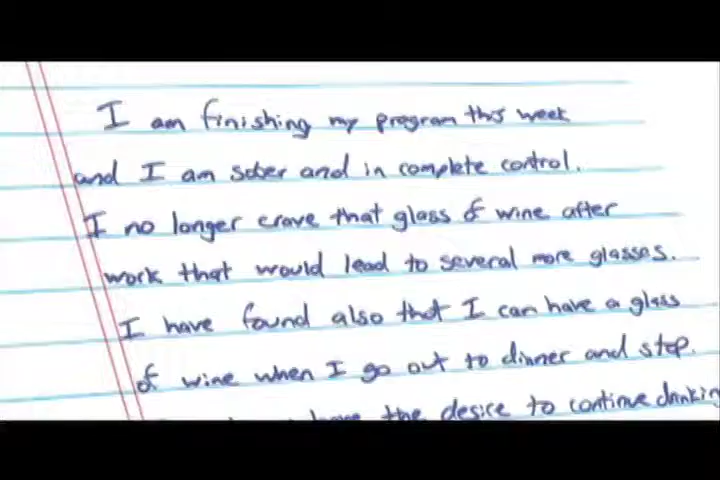 I am finishing my program this week
and I am sober and in complete control.
I no longer crave that glass of wine after
work that would lead to several more glasses.
I have found also that I can have a glass
of wine when I go out to dinner and stop.
the desire to continue drinking